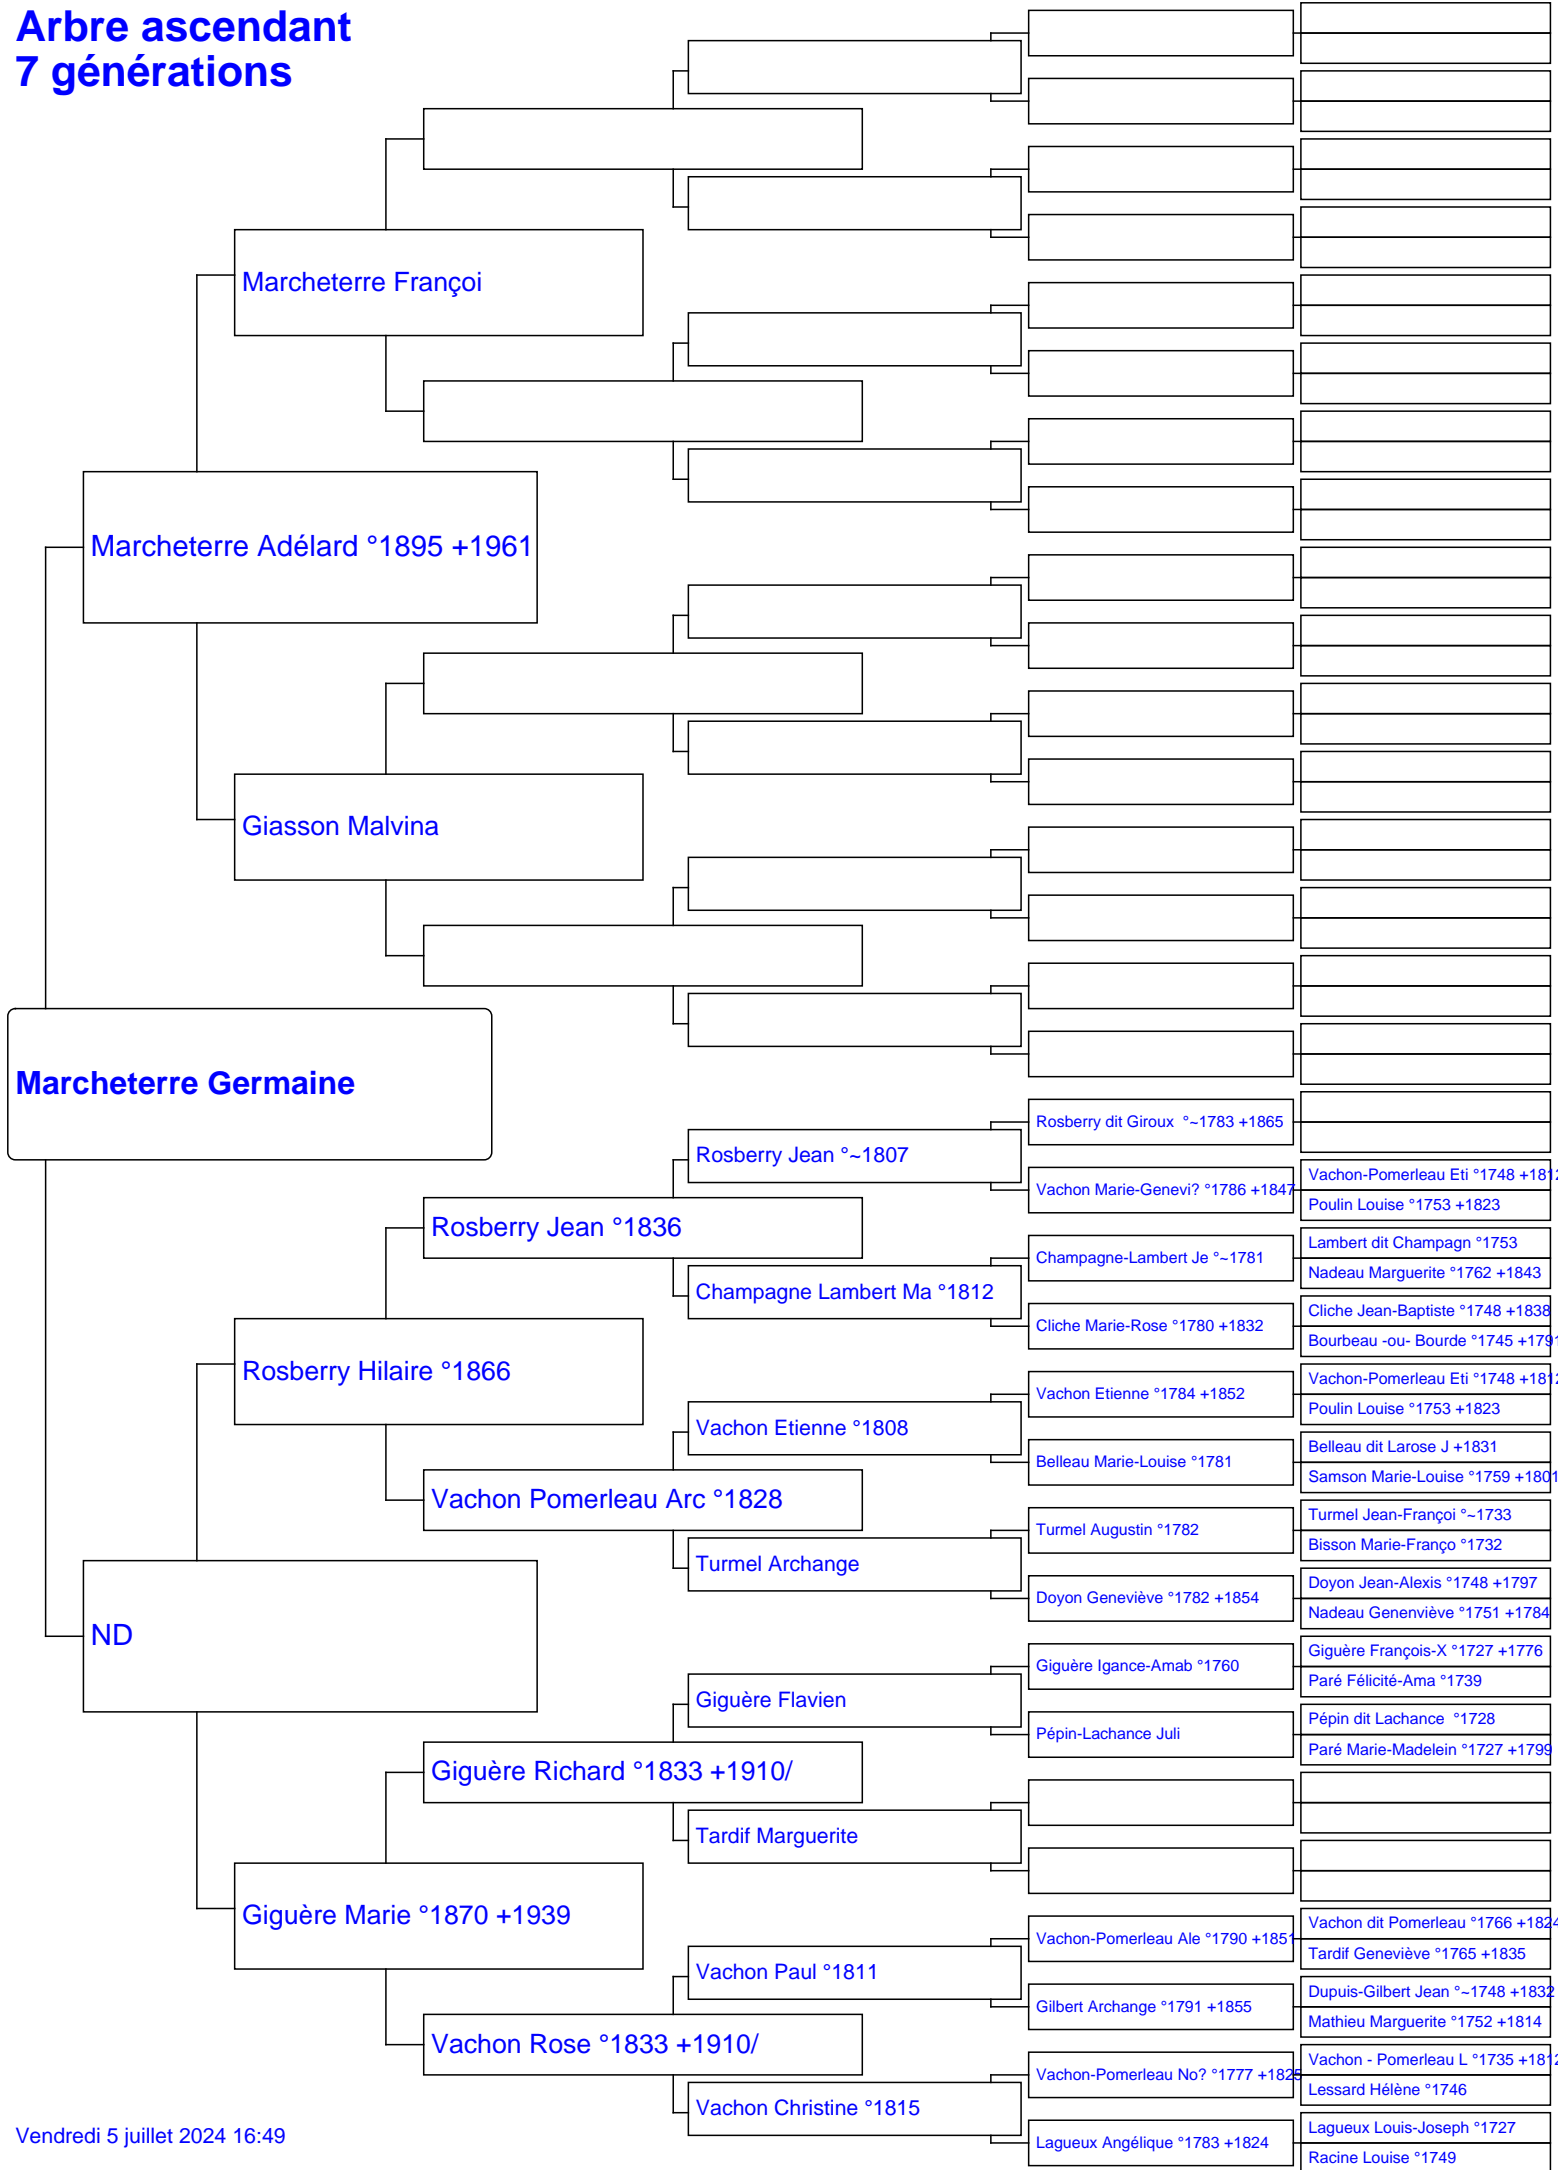 Arbre ascendant
7 générations
Marcheterre Françoi
Marcheterre Adélard °1895 +1961
Giasson Malvina
Marcheterre Germaine
Rosberry dit Giroux  °~1783 +1865
Rosberry Jean °~1807
Vachon Marie-Genevi? °1786 +1847
Vachon-Pomerleau Eti °1748 +1812
Poulin Louise °1753 +1823
Rosberry Jean °1836
Champagne-Lambert Je °~1781
Lambert dit Champagn °1753
Nadeau Marguerite °1762 +1843
Champagne Lambert Ma °1812
Cliche Marie-Rose °1780 +1832
Cliche Jean-Baptiste °1748 +1838
Bourbeau -ou- Bourde °1745 +1791
Rosberry Hilaire °1866
Vachon Etienne °1784 +1852
Vachon-Pomerleau Eti °1748 +1812
Poulin Louise °1753 +1823
Vachon Etienne °1808
Belleau Marie-Louise °1781
Belleau dit Larose J +1831
Samson Marie-Louise °1759 +1801
Vachon Pomerleau Arc °1828
Turmel Augustin °1782
Turmel Jean-Françoi °~1733
Bisson Marie-Franço °1732
Turmel Archange
Doyon Geneviève °1782 +1854
Doyon Jean-Alexis °1748 +1797
Nadeau Genenviève °1751 +1784
ND
Giguère Igance-Amab °1760
Giguère François-X °1727 +1776
Paré Félicité-Ama °1739
Giguère Flavien
Pépin-Lachance Juli
Pépin dit Lachance  °1728
Paré Marie-Madelein °1727 +1799
Giguère Richard °1833 +1910/
Tardif Marguerite
Giguère Marie °1870 +1939
Vachon-Pomerleau Ale °1790 +1851
Vachon dit Pomerleau °1766 +1824
Tardif Geneviève °1765 +1835
Vachon Paul °1811
Gilbert Archange °1791 +1855
Dupuis-Gilbert Jean °~1748 +1832
Mathieu Marguerite °1752 +1814
Vachon Rose °1833 +1910/
Vachon-Pomerleau No? °1777 +1825
Vachon - Pomerleau L °1735 +1812
Lessard Hélène °1746
Vachon Christine °1815
Lagueux Angélique °1783 +1824
Lagueux Louis-Joseph °1727
Racine Louise °1749
Vendredi 5 juillet 2024 16:49